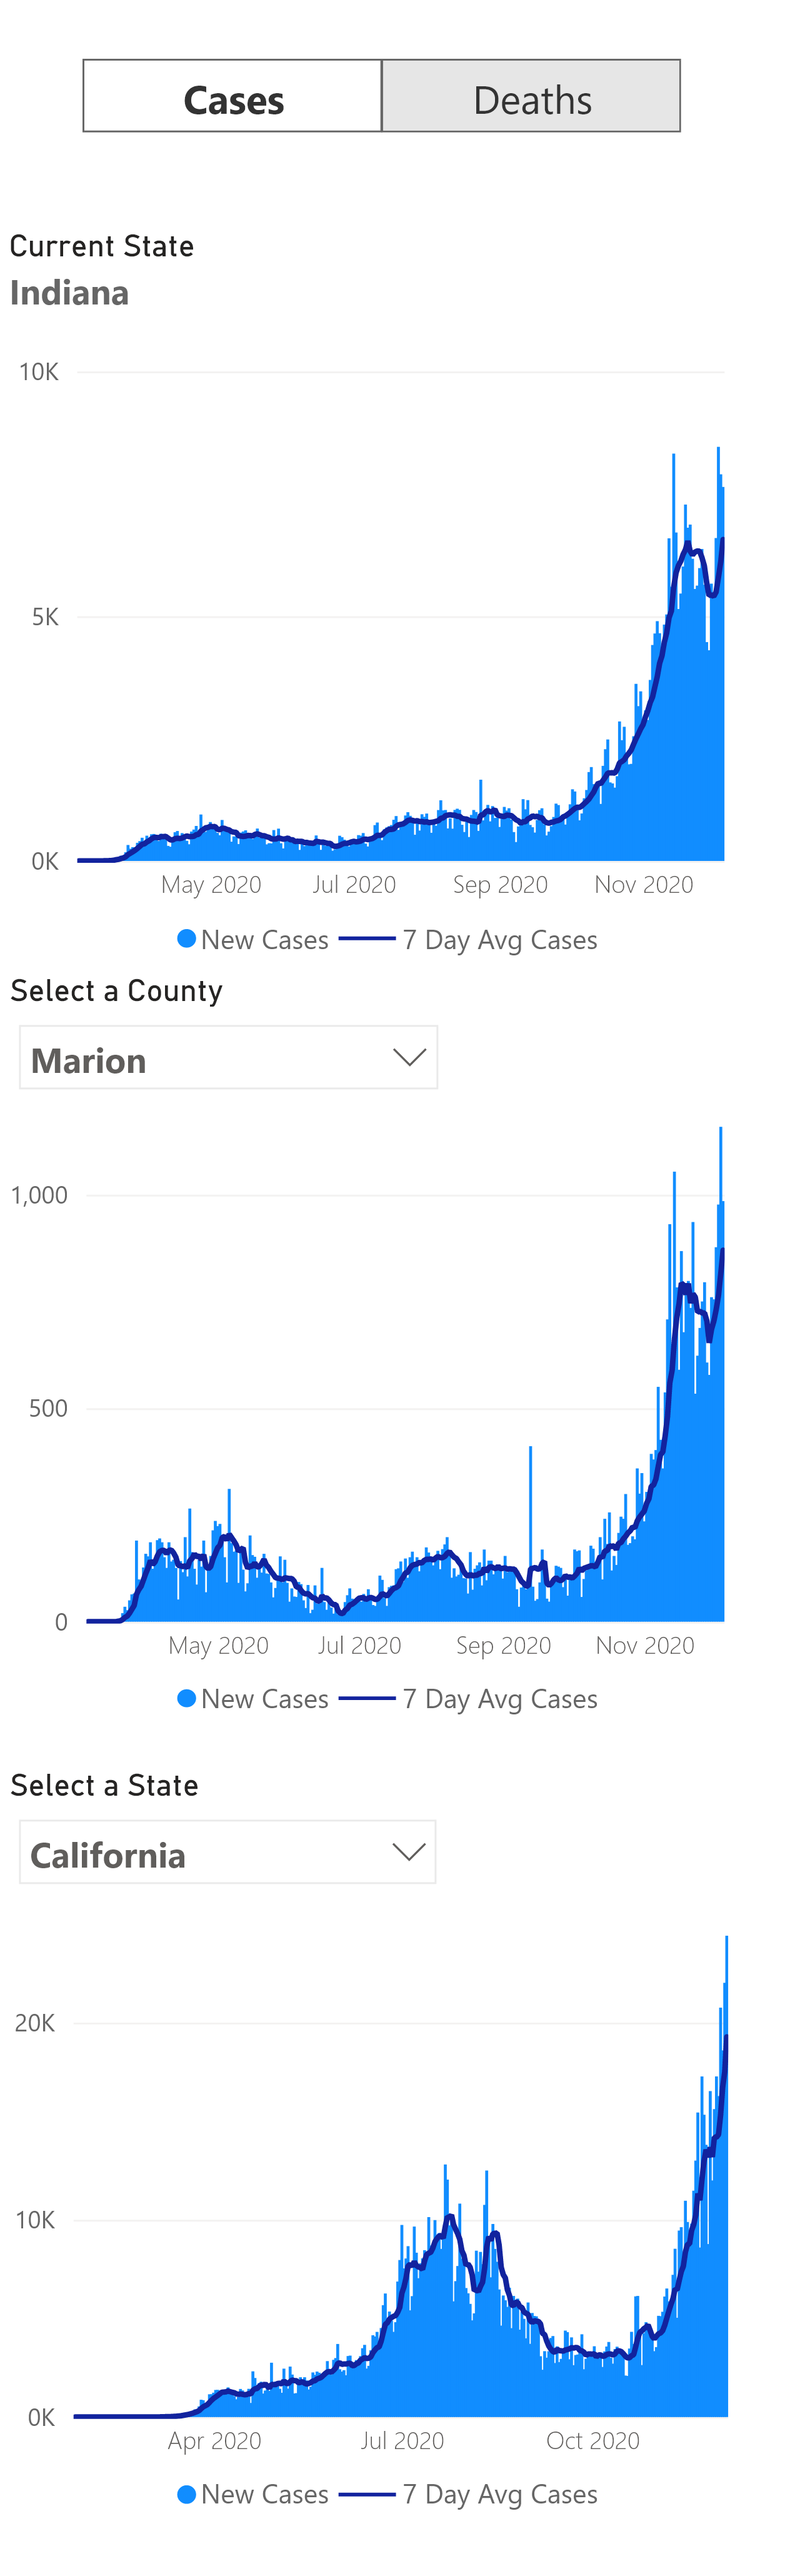 Cases Deaths
Current State
Indiana
10K
5K
0K
May 2020 Jul 2020 Sep 2020 Nov 2020
New Cases 7 Day Avg Cases
Select a County
Marion
1,000
500
0
May 2020 Jul 2020 Sep 2020 Nov 2020
New Cases 7 Day Avg Cases
Select a State
California
20K
10K
0K
Apr 2020 Jul 2020 Oct 2020
New Cases 7 Day Avg Cases